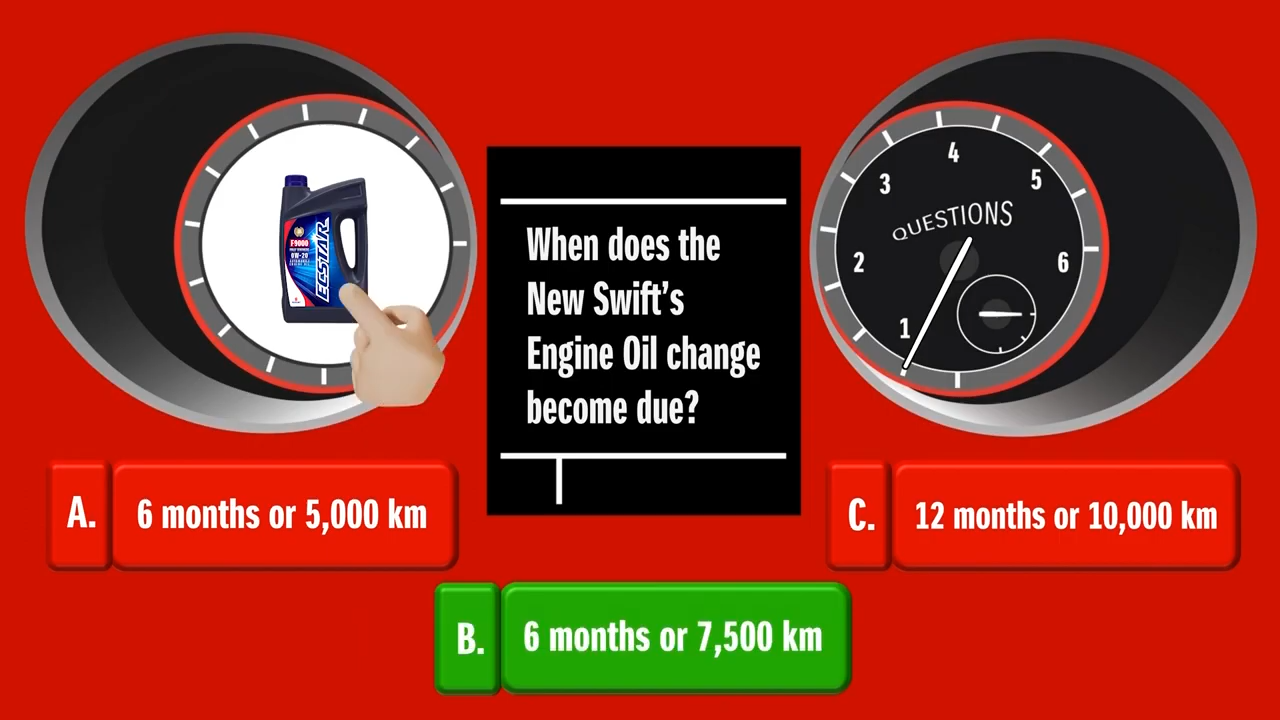 ECSTAR
F9000
0W-20
When does the
New Swift's
Engine Oil change
become due?
1
2
3
4
5
6
QUESTIONS
A. 6 months or 5,000 km
C. 12 months or 10,000 km
B. 6 months or 7,500 km